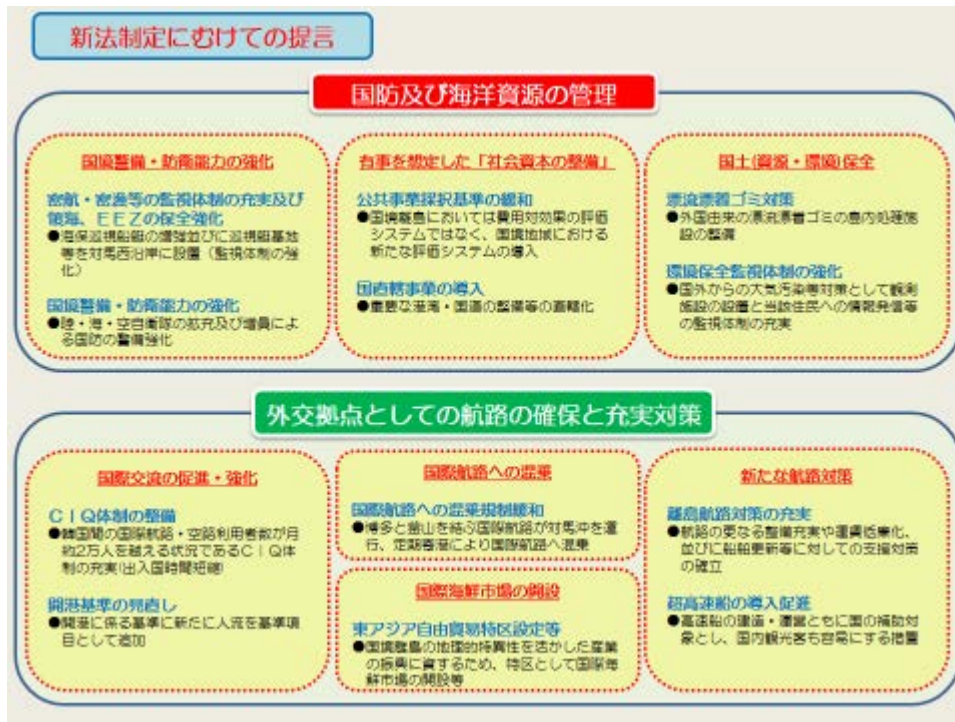 新法制定にむけての提言
国防及び海洋資源の管理
国境警備・防衛能力の強化
密航・密漁等の監視体制の充実及び
領海、EEZの保全強化
●海保巡視船艇の増強並びに巡視艇基地
等を対馬西沿岸に設置（監視体制の強
化）
国境警備・防衛能力の強化
●陸・海・空自衛隊の拡充及び増員によ
る国防の警備強化
有事を想定した「社会資本の整備」
公共事業採択基準の緩和
●国境離島においては費用対効果の評価
システムではなく、国境地域における
新たな評価システムの導入
国直轄事業の導入
●重要な港湾・国道の整備等の直轄化
国土(資源・環境)保全
漂流漂着ゴミ対策
●外国由来の漂流漂着ゴミの島内処理施
設の整備
環境保全監視体制の強化
●国外からの大気汚染等対策として観測
施設の設置と当該住民への情報発信等
の監視体制の充実
外交拠点としての航路の確保と充実対策
国際交流の促進・強化
ＣＩＱ体制の整備
●韓国間の国際航路・空路利用者数が月
約2万人を越える状況であるＣＩＱ体
制の充実(出入国時間短縮)
開港基準の見直し
●開港に係る基準に新たに人流を基準項
目として追加
国際航路への混乗
国際航路への混乗規制緩和
●博多と釜山を結ぶ国際航路が対馬沖を運
行、定期寄港により国際航路へ混乗
国際海鮮市場の開設
東アジア自由貿易特区設定等
●国境離島の地理的特異性を活かした産業
の振興に資するため、特区として国際海
鮮市場の開設等
新たな航路対策
離島航路対策の充実
●航路の更なる整備充実や運賃低廉化、
並びに船舶更新等に対しての支援対策
の確立
超高速船の導入促進
●高速船の建造・運営ともに国の補助対
象とし、国内観光客も容易にする措置